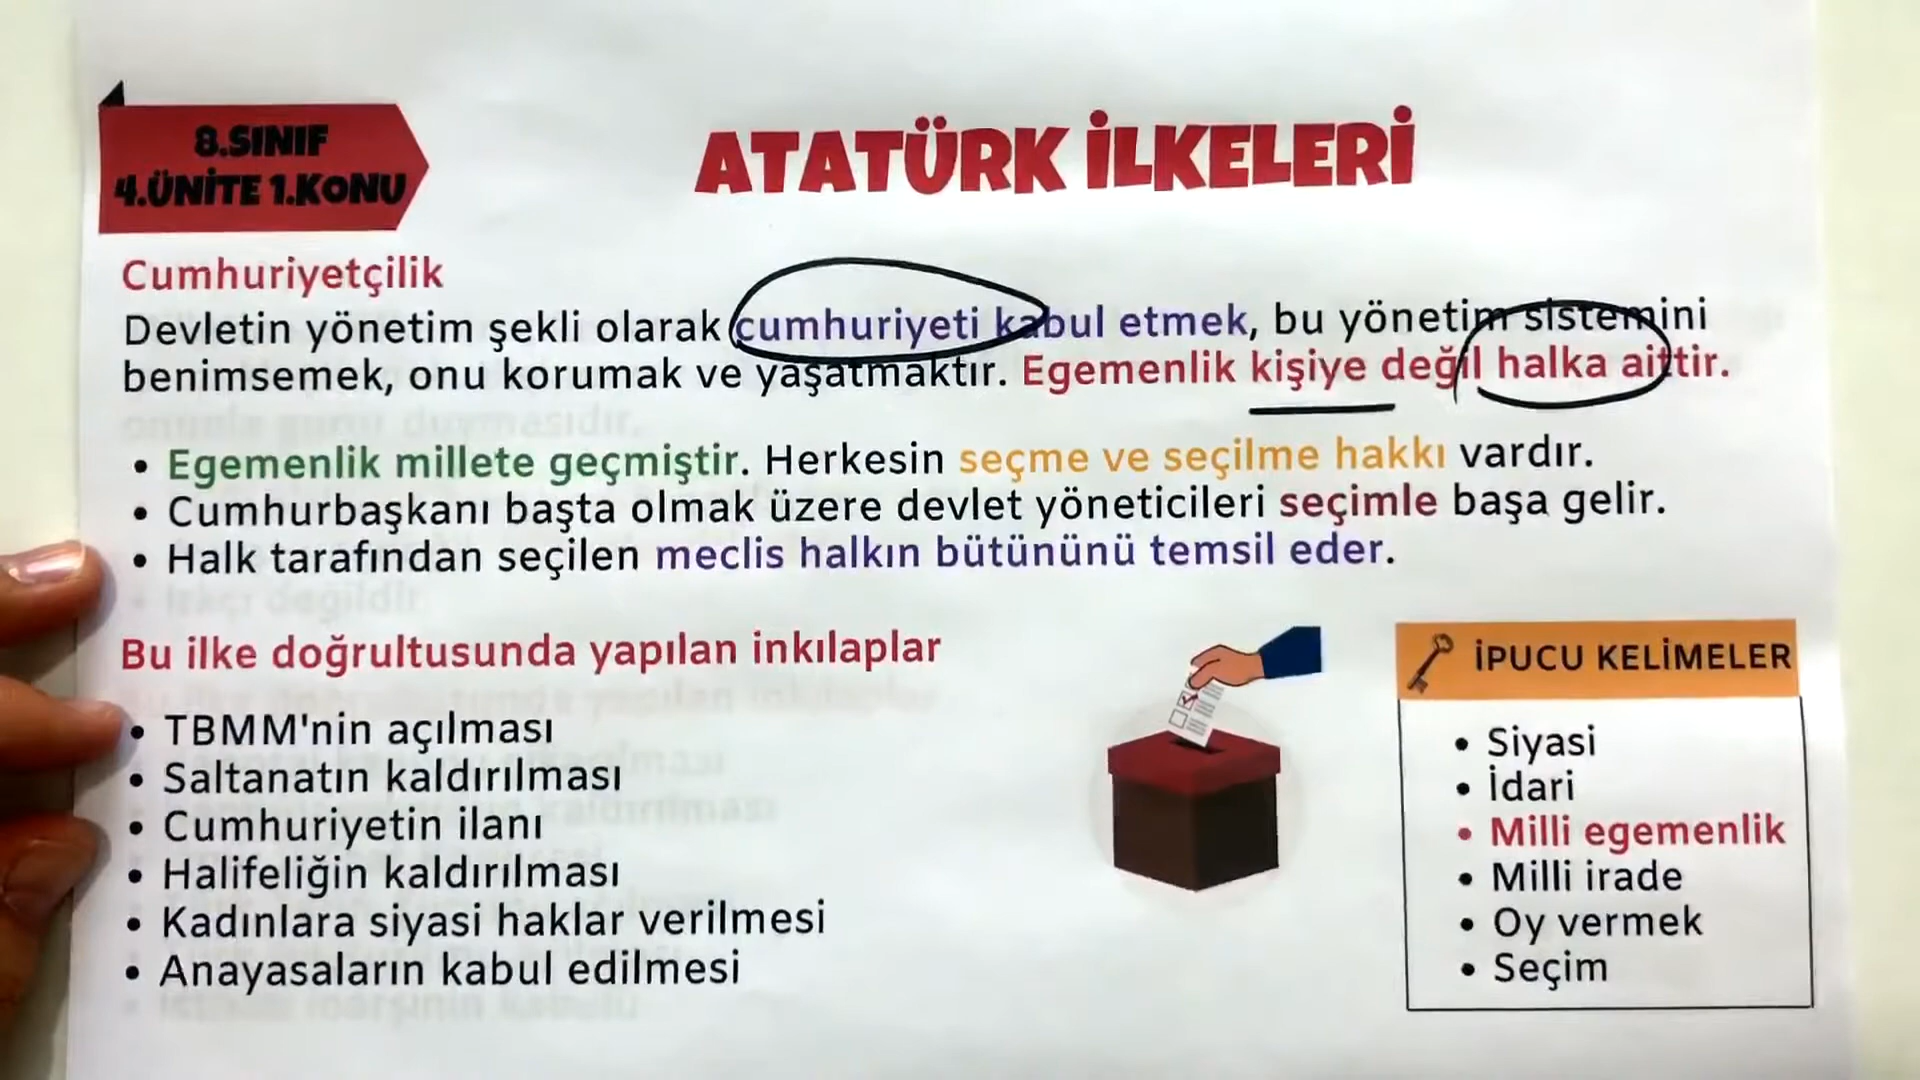 8.SINIF
4.ÜNİTE 1.KONU
ATATÜRK İLKELERİ
Cumhuriyetçilik
Devletin yönetim şekli olarak cumhuriyeti kabul etmek, bu yönetim sistemini
benimsemek, onu korumak ve yaşatmaktır. Egemenlik kişiye değil halka aittir.
• Egemenlik millete geçmiştir. Herkesin seçme ve seçilme hakkı vardır.
• Cumhurbaşkanı başta olmak üzere devlet yöneticileri seçimle başa gelir.
• Halk tarafından seçilen meclis halkın bütününü temsil eder.
Bu ilke doğrultusunda yapılan inkılaplar
• TBMM'nin açılması
• Saltanatın kaldırılması
• Cumhuriyetin ilanı
• Halifeliğin kaldırılması
• Kadınlara siyasi haklar verilmesi
• Anayasaların kabul edilmesi
İPUCU KELİMELER
• Siyasi
• İdari
• Milli egemenlik
• Milli irade
• Oy vermek
• Seçim